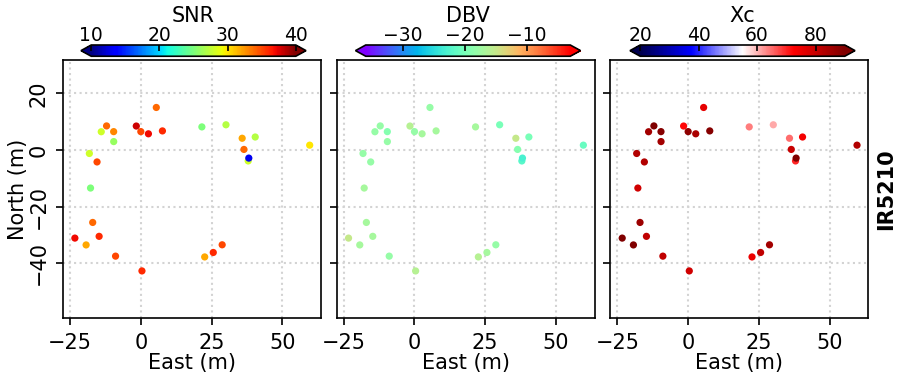 SNR DBV Xc
10 20 30 40 −30 −20 −10 20 40 60 80
20
0
−20
−40
North (m)
IR5210
−25 0 25 50 −25 0 25 50 −25 0 25 50
East (m) East (m) East (m)